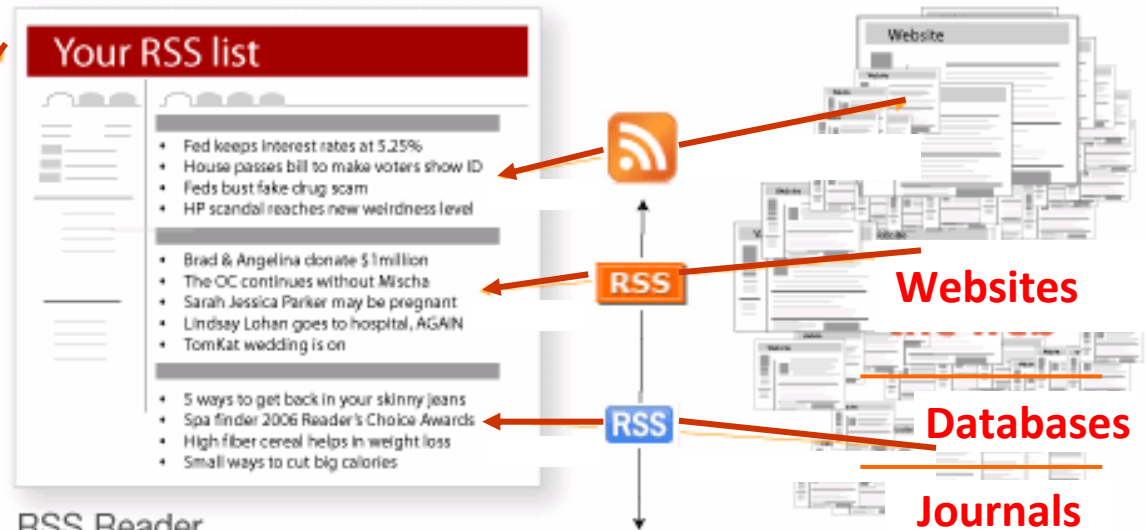 Your RSS list
Fed keeps interest rates at 5.25%
House passes bill to make voters show ID
Feds bust fake drug scam
HP scandal reaches new weirdness level
Brad & Angelina donate $1million
The OC continues without Mischa
Sarah Jessica Parker may be pregnant
Lindsay Lohan goes to hospital, AGAIN
TomKat wedding is on
5 ways to get back in your skinny jeans
Spa finder 2006 Reader's Choice Awards
High fiber cereal helps in weight loss
Small ways to cut big calories
RSS Reader
RSS
RSS
Website
Websites
the web
Databases
Journals